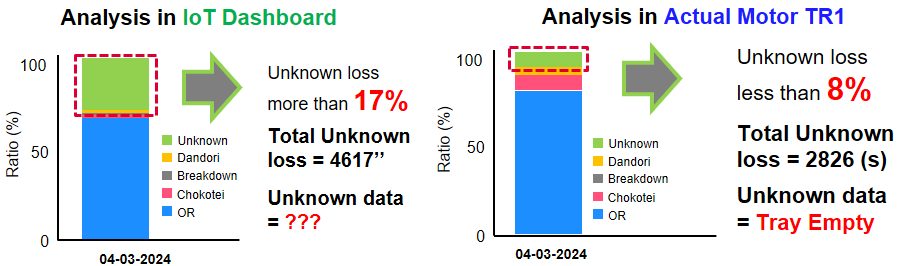 Analysis in IoT Dashboard
100
50
0
Ratio (%)
Unknown
Dandori
Breakdown
Chokotei
OR
04-03-2024
Unknown loss
more than 17%
Total Unknown
loss = 4617’’
Unknown data
= ???
Analysis in Actual Motor TR1
100
50
0
Ratio (%)
Unknown
Dandori
Breakdown
Chokotei
OR
04-03-2024
Unknown loss
less than 8%
Total Unknown
loss = 2826 (s)
Unknown data
= Tray Empty